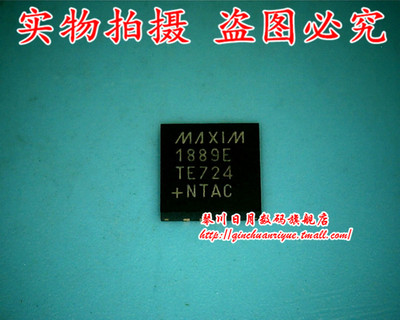 实物拍摄 盗图必究
MAXIM
1889E
TE724
+NTAC
琴川日月数码旗舰店
http://qinchuanriyue.tmall.com/